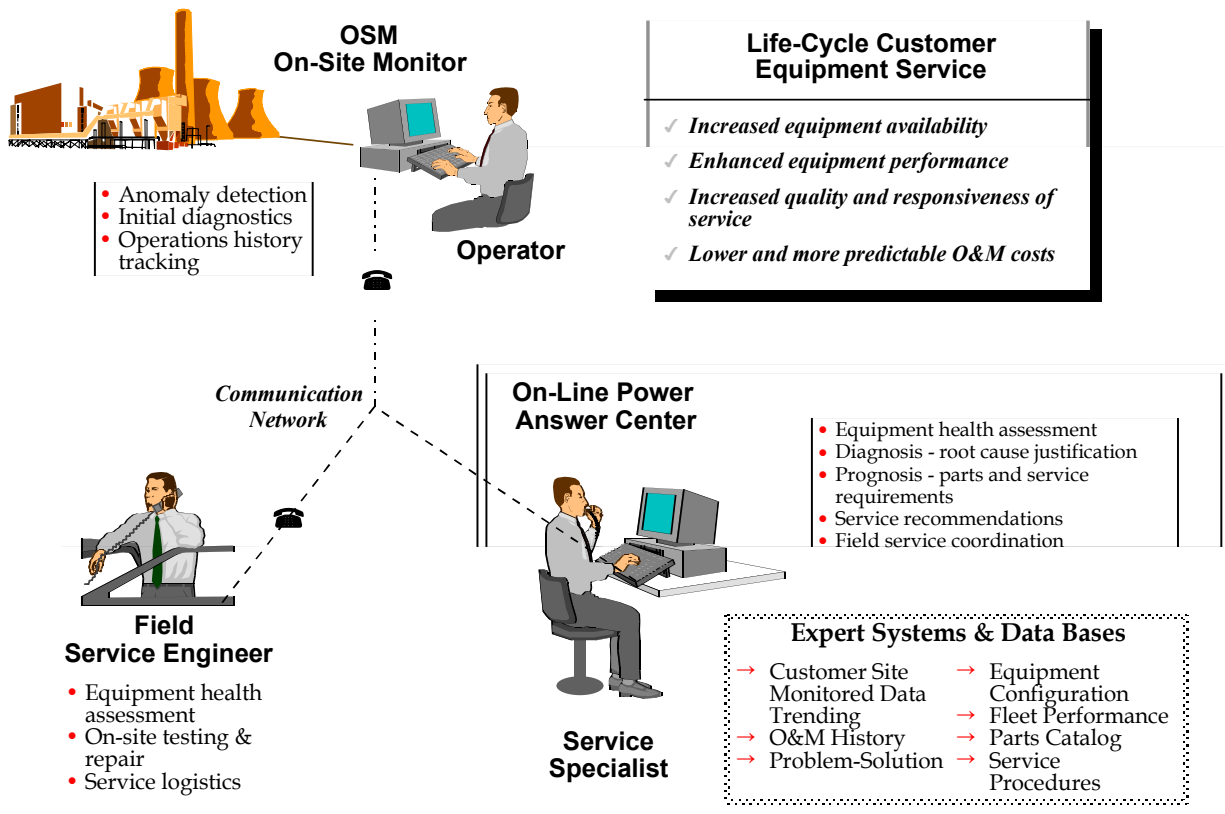 OSM
On-Site Monitor
• Anomaly detection
• Initial diagnostics
• Operations history
tracking
Operator
Life-Cycle Customer
Equipment Service
✓ Increased equipment availability
✓ Enhanced equipment performance
✓ Increased quality and responsiveness of
service
✓ Lower and more predictable O&M costs
Communication
Network
On-Line Power
Answer Center
• Equipment health assessment
• Diagnosis - root cause justification
• Prognosis - parts and service
requirements
• Service recommendations
• Field service coordination
Field
Service Engineer
• Equipment health
assessment
• On-site testing &
repair
• Service logistics
Service
Specialist
Expert Systems & Data Bases
→ Customer Site
Monitored Data
Trending
→ O&M History
→ Problem-Solution
→ Equipment
Configuration
→ Fleet Performance
→ Parts Catalog
→ Service
Procedures